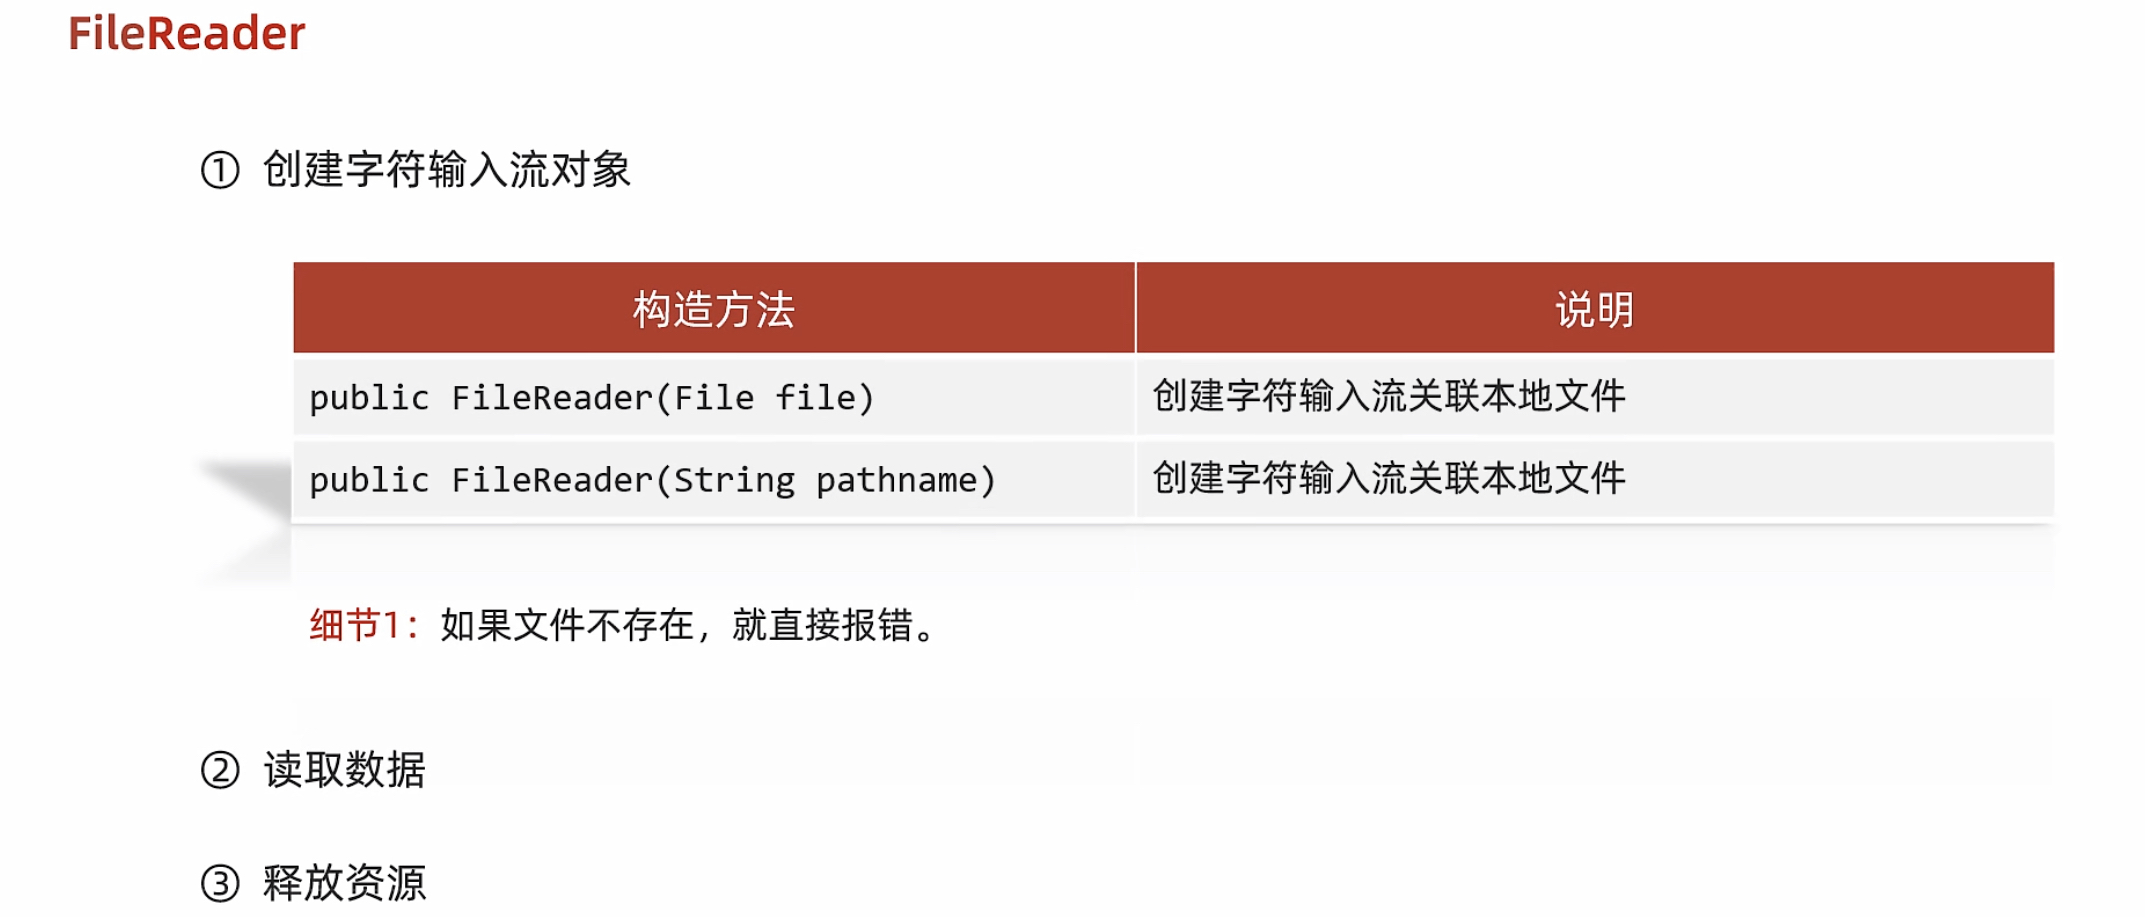 FileReader
① 创建字符输入流对象
构造方法 说明
public FileReader(File file) 创建字符输入流关联本地文件
public FileReader(String pathname) 创建字符输入流关联本地文件
细节1：如果文件不存在，就直接报错。
② 读取数据
③ 释放资源